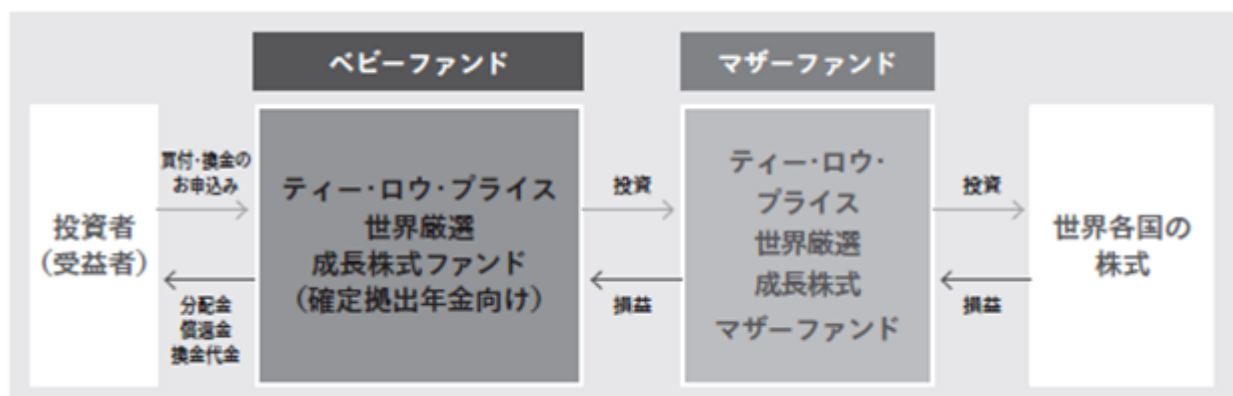 ベビーファンド
マザーファンド
投資者
（受益者）
買付・換金の
お申込み
分配金
償還金
換金代金
ティー・ロウ・プライス
世界厳選
成長株式ファンド
（確定拠出年金向け）
投資
損益
ティー・ロウ・
プライス
世界厳選
成長株式
マザーファンド
投資
損益
世界各国の
株式